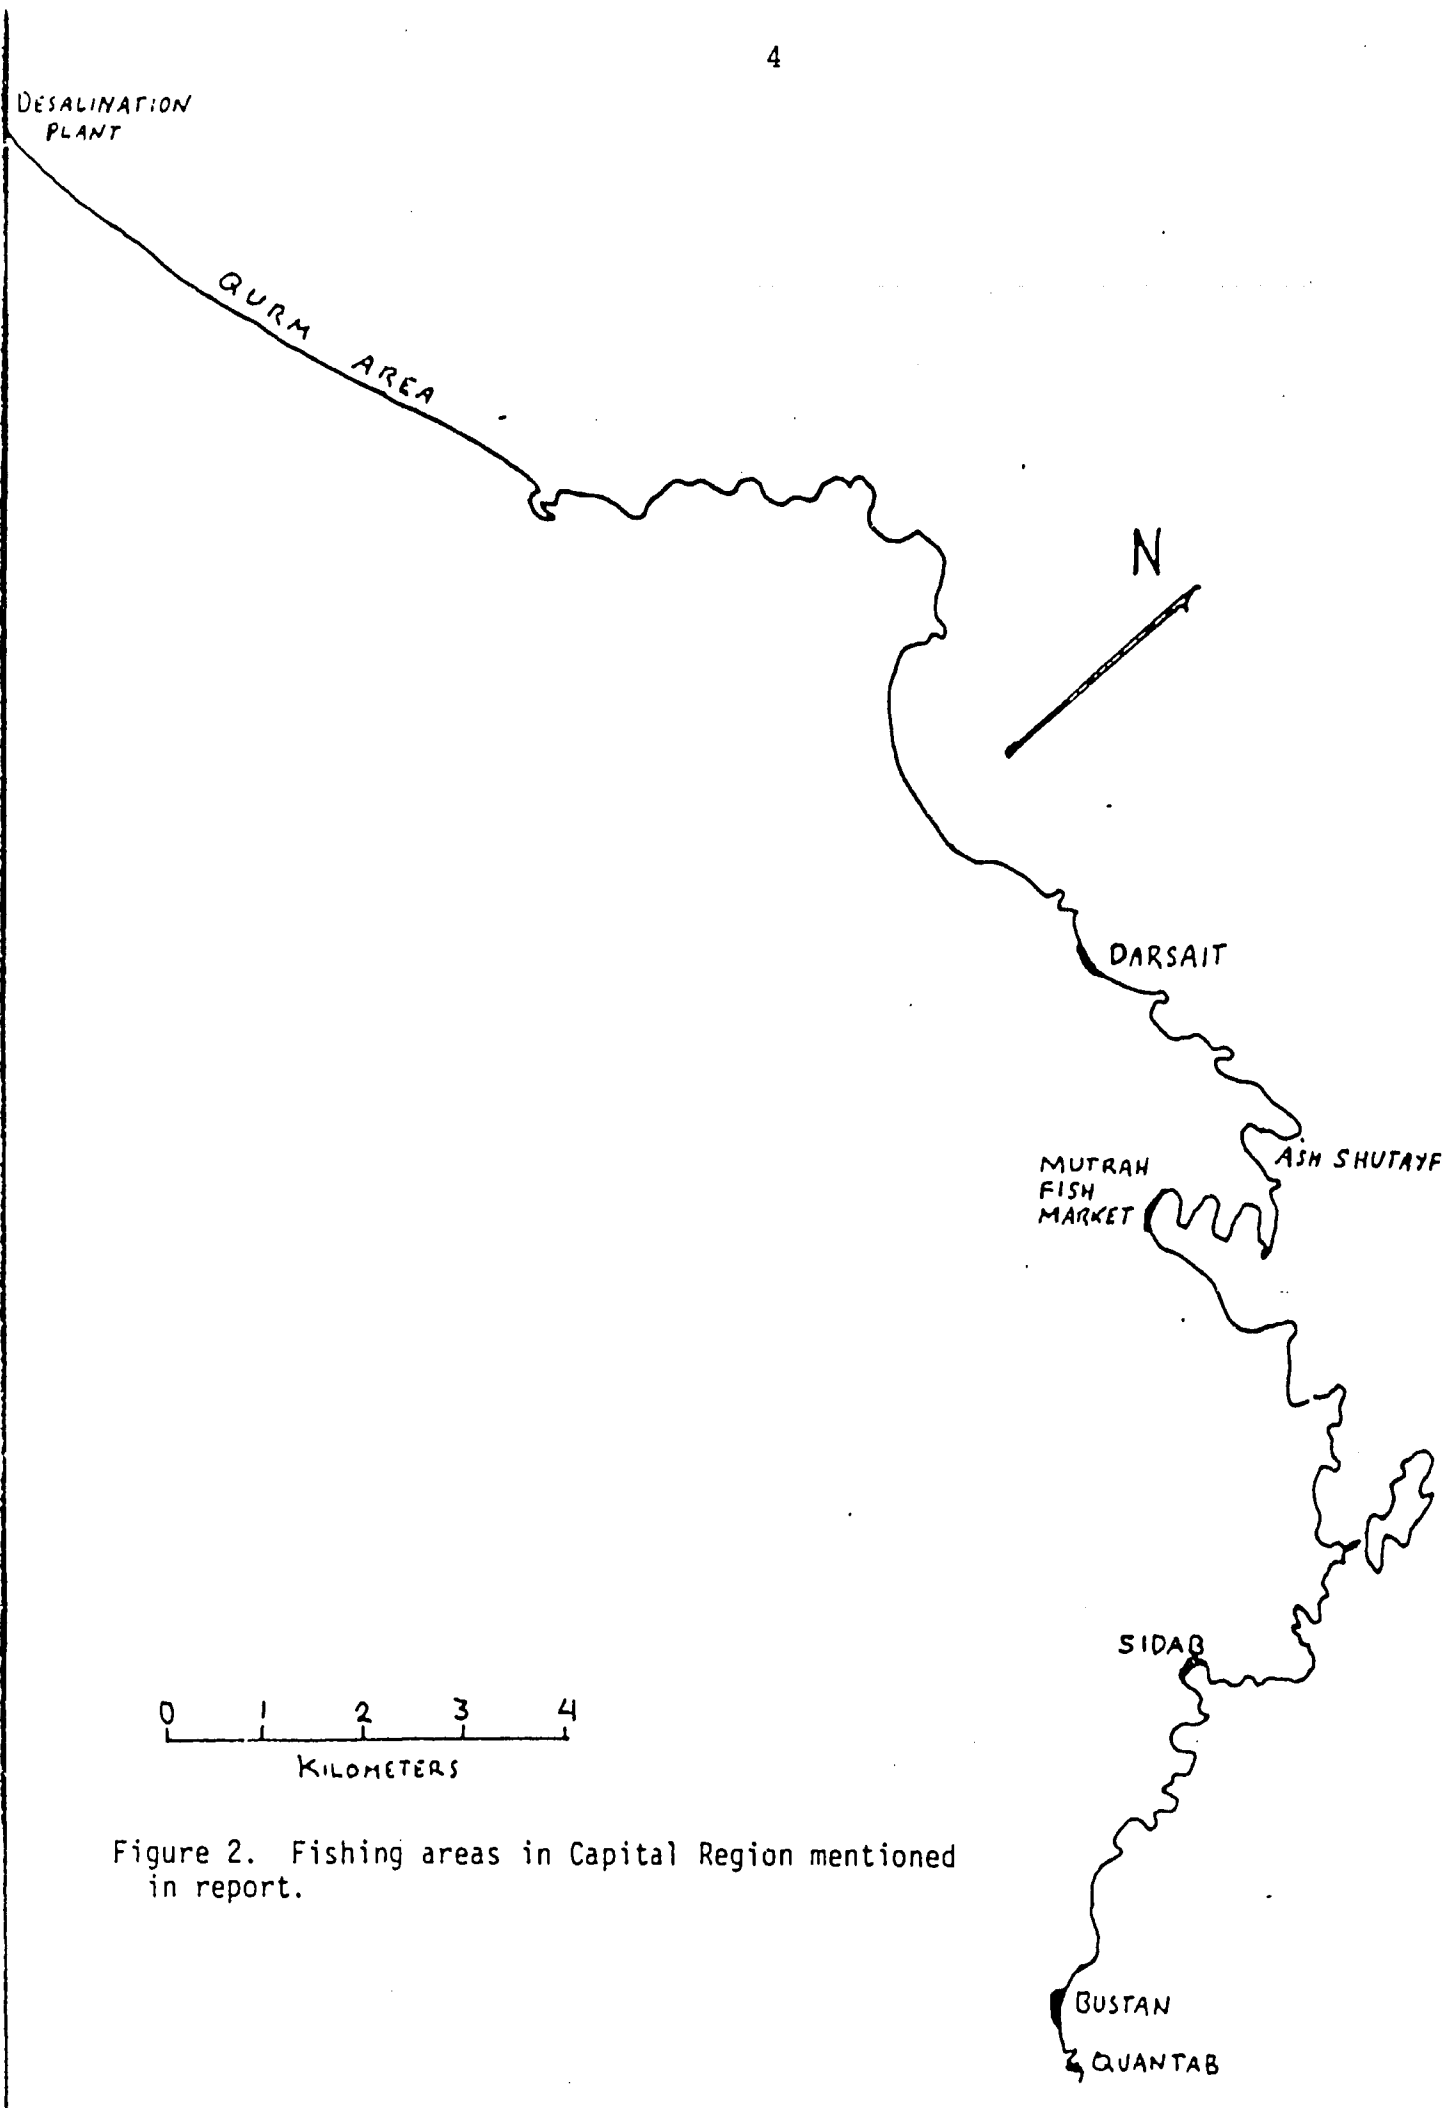 4
DESALINATION
PLANT
QURM AREA
N
DARSAIT
ASH SHUTAYF
MUTRAH
FISH
MARKET
SIDAB
0 1 2 3 4
KILOMETERS
Figure 2. Fishing areas in Capital Region mentioned
in report.
BUSTAN
QUANTAB